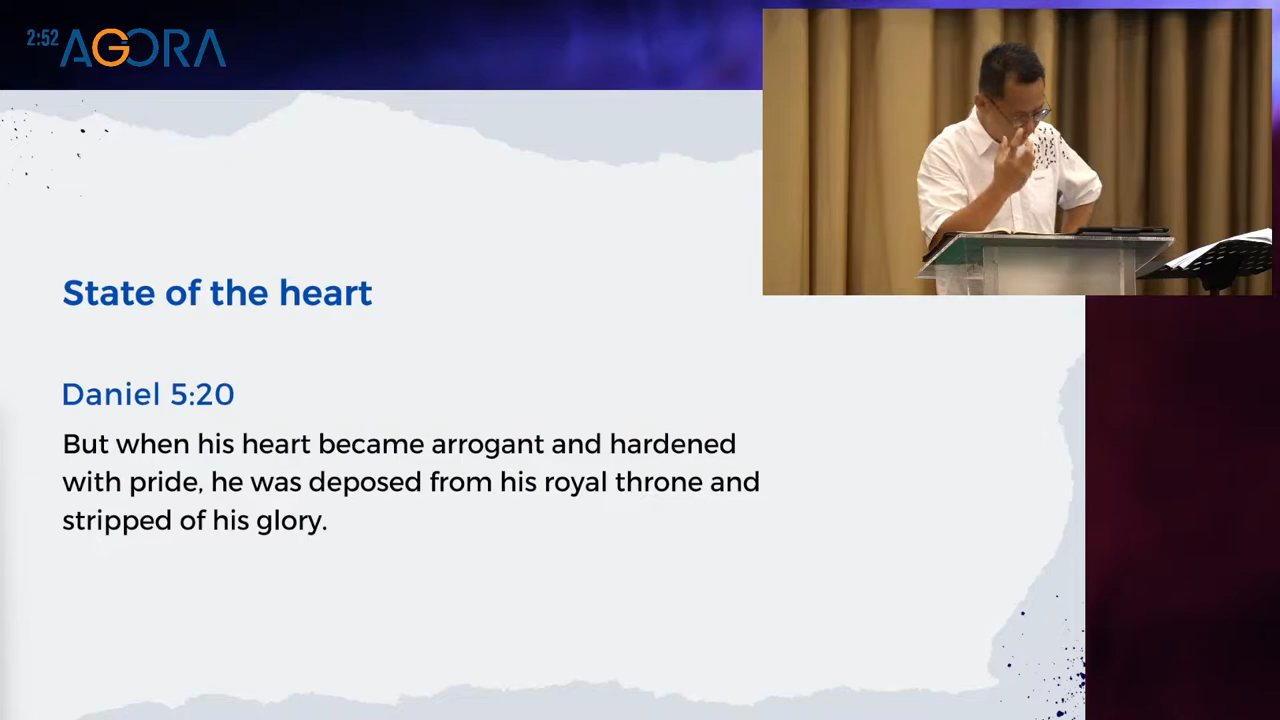 2:52 AGORA
State of the heart
Daniel 5:20
But when his heart became arrogant and hardened
with pride, he was deposed from his royal throne and
stripped of his glory.